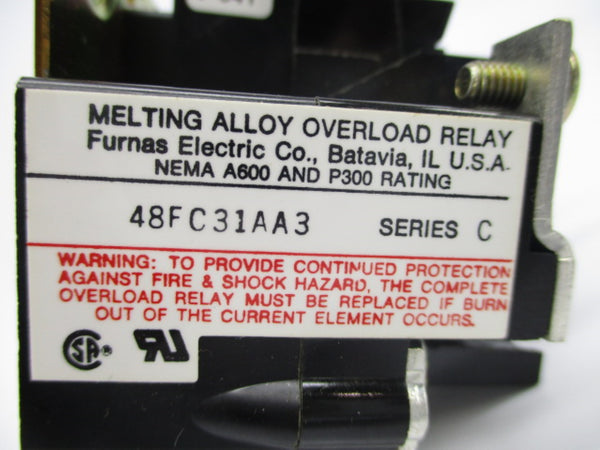 MELTING ALLOY OVERLOAD RELAY
Furnas Electric Co., Batavia, IL U.S.A.
NEMA A600 AND P300 RATING
48FC31AA3 SERIES C
WARNING: TO PROVIDE CONTINUED PROTECTION
AGAINST FIRE & SHOCK HAZARD, THE COMPLETE
OVERLOAD RELAY MUST BE REPLACED IF BURN
OUT OF THE CURRENT ELEMENT OCCURS.
SA® RU